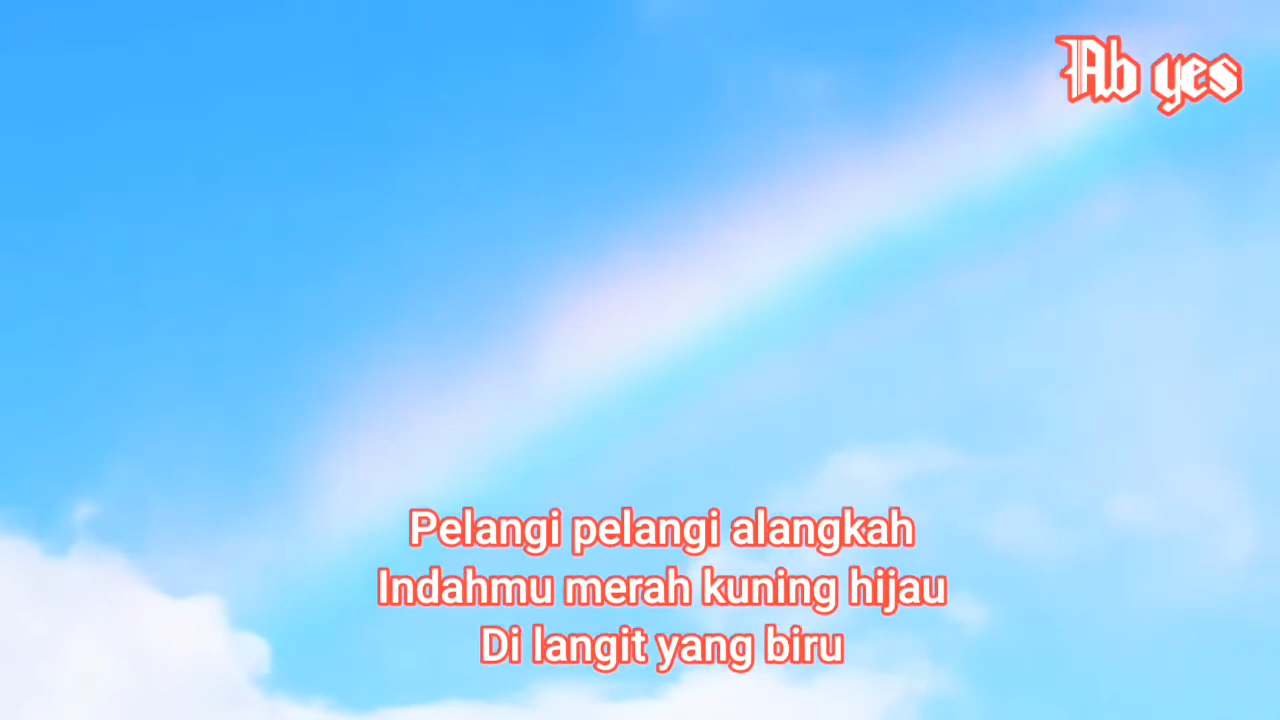 Ab yes
Pelangi pelangi alangkah
Indahmu merah kuning hijau
Di langit yang biru